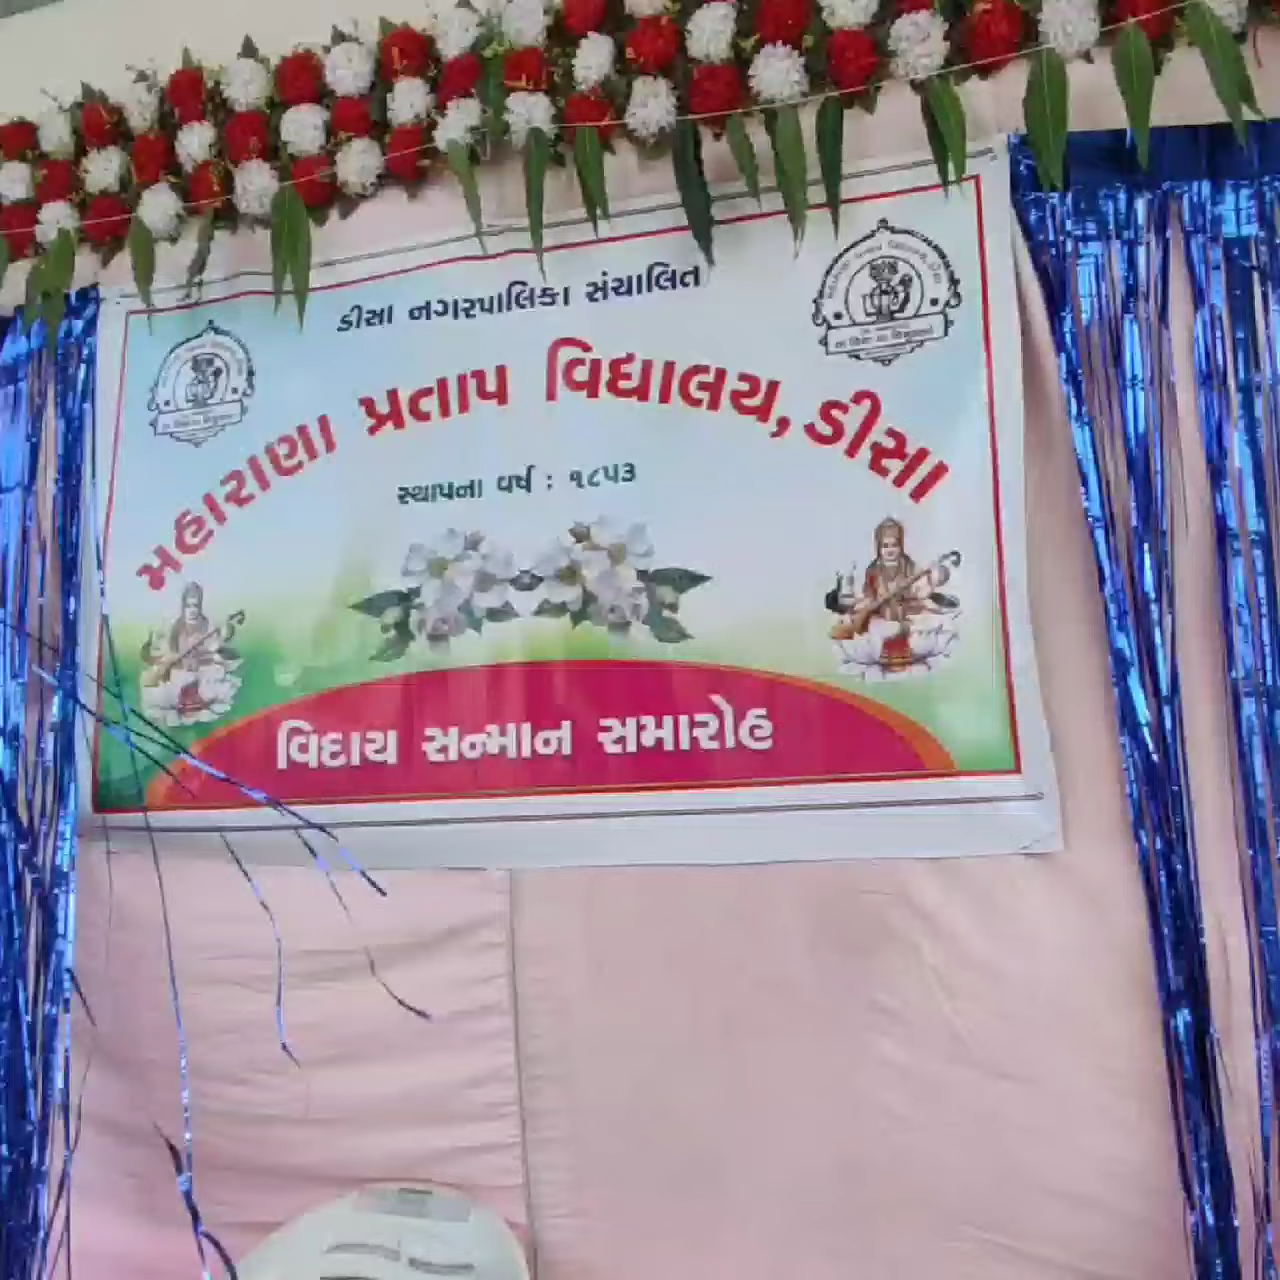 ડીસા નગરપાલિકા સંચાલિત
મહારાણા પ્રતાપ વિદ્યાલય, ડીસા
સ્થાપના વર્ષ : ૧૮૫૩
વિદાય સન્માન સમારોહ